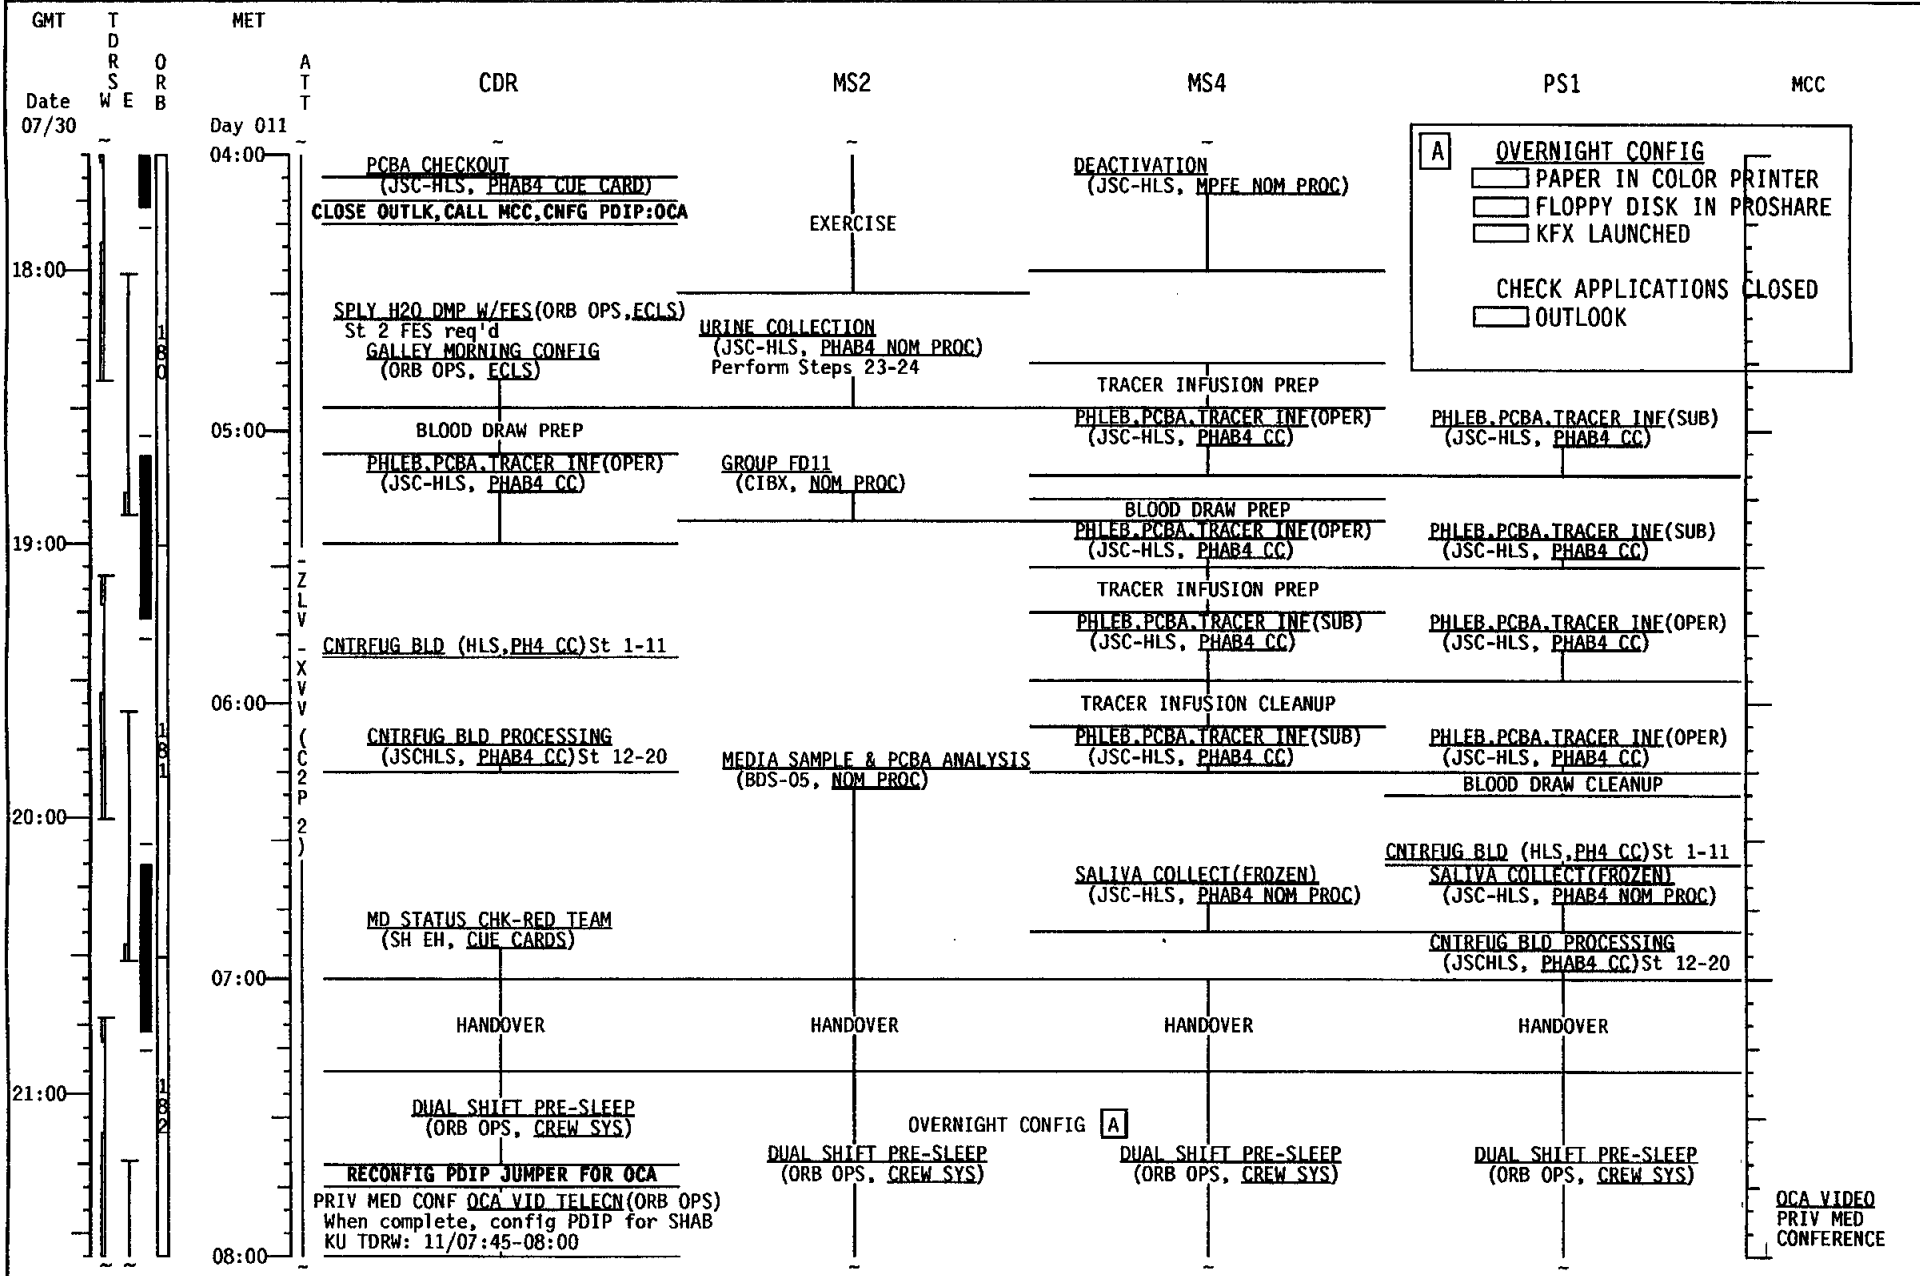 GMT
TDRS
W E
ORB
MET
ATT
CDR
MS2
MS4
PS1
MCC
Date
07/30
Day 011
18:00
19:00
20:00
21:00
180
181
182
04:00
05:00
06:00
07:00
08:00
-ZLV -XVV (C2P 2)
PCBA CHECKOUT
(JSC-HLS, PHAB4 CUE CARD)
CLOSE OUTLK,CALL MCC,CNFG PDIP:OCA
SPLY H2O DMP W/FES(ORB OPS,ECLS)
St 2 FES req'd
GALLEY MORNING CONFIG
(ORB OPS, ECLS)
BLOOD DRAW PREP
PHLEB.PCBA.TRACER INF(OPER)
(JSC-HLS, PHAB4 CC)
CNTRFUG BLD (HLS,PH4 CC)St 1-11
CNTRFUG BLD PROCESSING
(JSCHLS, PHAB4 CC)St 12-20
MD STATUS CHK-RED TEAM
(SH EH, CUE CARDS)
HANDOVER
DUAL SHIFT PRE-SLEEP
(ORB OPS, CREW SYS)
RECONFIG PDIP JUMPER FOR OCA
PRIV MED CONF OCA VID TELECN(ORB OPS)
When complete, config PDIP for SHAB
KU TDRW: 11/07:45-08:00
EXERCISE
URINE COLLECTION
(JSC-HLS, PHAB4 NOM PROC)
Perform Steps 23-24
GROUP FD11
(CIBX, NOM PROC)
MEDIA SAMPLE & PCBA ANALYSIS
(BDS-05, NOM PROC)
HANDOVER
OVERNIGHT CONFIG A
DUAL SHIFT PRE-SLEEP
(ORB OPS, CREW SYS)
DEACTIVATION
(JSC-HLS, MPFE NOM PROC)
TRACER INFUSION PREP
PHLEB.PCBA.TRACER INF(OPER)
(JSC-HLS, PHAB4 CC)
BLOOD DRAW PREP
PHLEB.PCBA.TRACER INF(OPER)
(JSC-HLS, PHAB4 CC)
TRACER INFUSION PREP
PHLEB.PCBA.TRACER INF(SUB)
(JSC-HLS, PHAB4 CC)
TRACER INFUSION CLEANUP
PHLEB.PCBA.TRACER INF(SUB)
(JSC-HLS, PHAB4 CC)
SALIVA COLLECT(FROZEN)
(JSC-HLS, PHAB4 NOM PROC)
HANDOVER
DUAL SHIFT PRE-SLEEP
(ORB OPS, CREW SYS)
A OVERNIGHT CONFIG
PAPER IN COLOR PRINTER
FLOPPY DISK IN PROSHARE
KFX LAUNCHED
CHECK APPLICATIONS CLOSED
OUTLOOK
PHLEB.PCBA.TRACER INF(SUB)
(JSC-HLS, PHAB4 CC)
PHLEB.PCBA.TRACER INF(SUB)
(JSC-HLS, PHAB4 CC)
PHLEB.PCBA.TRACER INF(OPER)
(JSC-HLS, PHAB4 CC)
PHLEB.PCBA.TRACER INF(OPER)
(JSC-HLS, PHAB4 CC)
BLOOD DRAW CLEANUP
CNTRFUG BLD (HLS,PH4 CC)St 1-11
SALIVA COLLECT(FROZEN)
(JSC-HLS, PHAB4 NOM PROC)
CNTRFUG BLD PROCESSING
(JSCHLS, PHAB4 CC)St 12-20
HANDOVER
DUAL SHIFT PRE-SLEEP
(ORB OPS, CREW SYS)
OCA VIDEO
PRIV MED
CONFERENCE